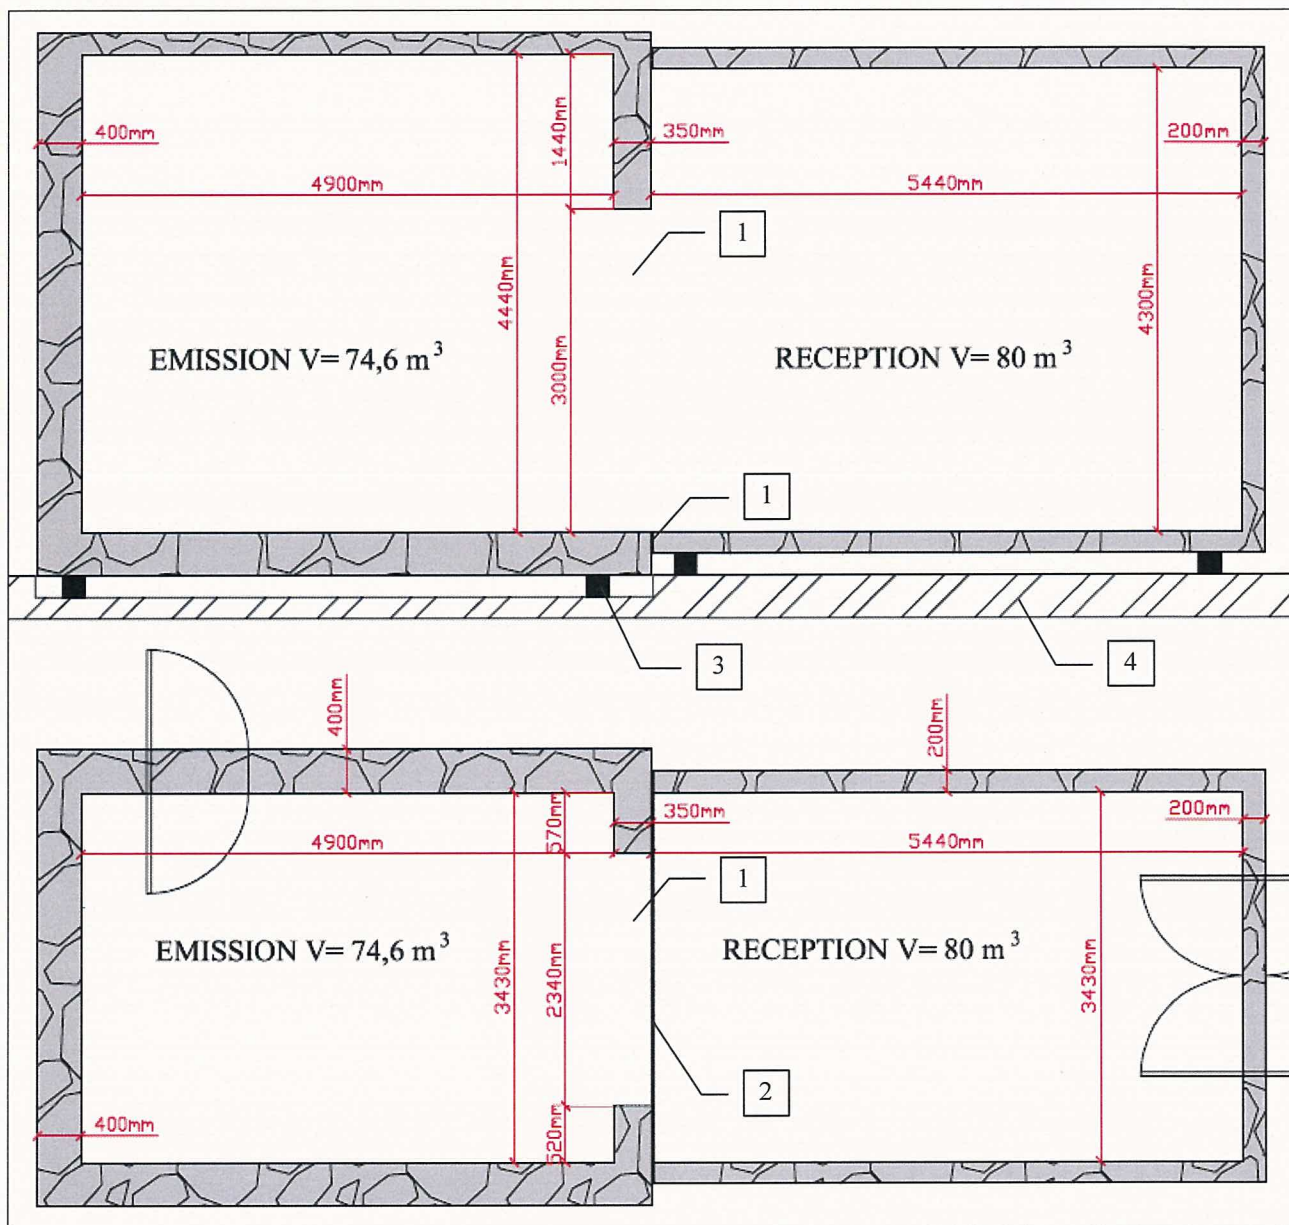 400mm
4900mm
1440mm
350mm
5440mm
200mm
1
4440mm
3000mm
4300mm
EMISSION V= 74,6 m³
RECEPTION V= 80 m³
1
3
4
400mm
200mm
570mm
350mm
200mm
4900mm
5440mm
1
EMISSION V= 74,6 m³
RECEPTION V= 80 m³
3430mm
2340mm
3430mm
2
400mm
520mm